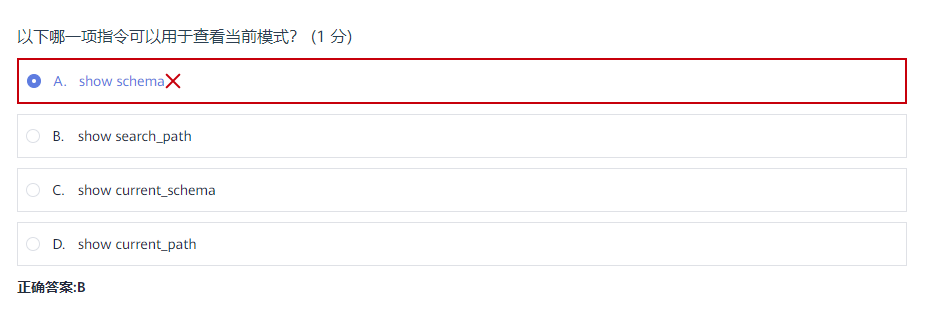 以下哪一项指令可以用于查看当前模式？ (1 分)
A. show schema
B. show search_path
C. show current_schema
D. show current_path
正确答案:B